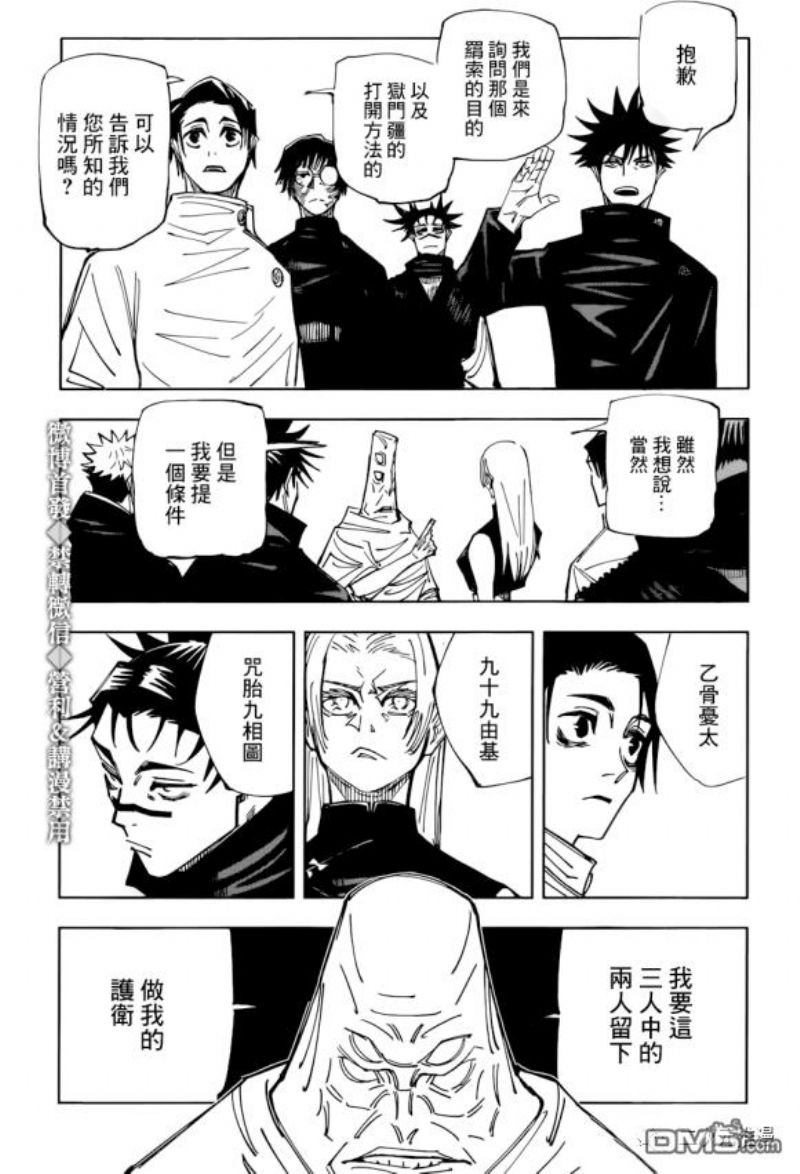 抱歉
我們是來
詢問那個
羂索的目的
以及
獄門疆的
打開方法的
可以
告訴我們
您所知的
情況嗎？
雖然
我想說…
當然
但是
我要提
一個條件
乙骨憂太
九十九由基
咒胎九相圖
我要這
三人中的
兩人留下
做我的
護衛
微博首發◆禁轉微信◆營利&翻漫禁用
DM5.com